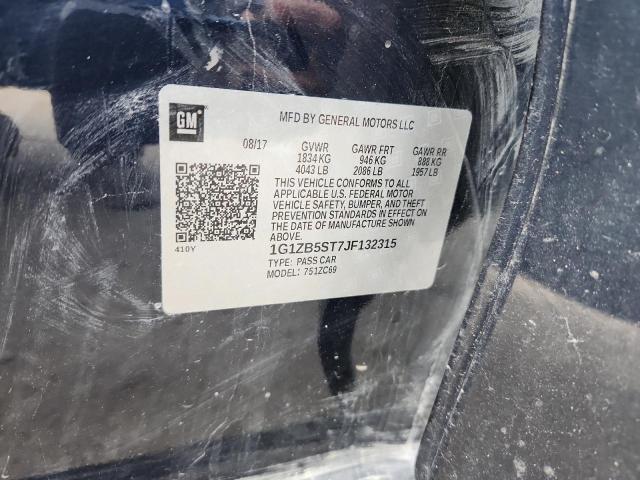 GM
MFD BY GENERAL MOTORS LLC
08/17 GVWR GAWR FRT GAWR RR
1834 KG 946 KG 888 KG
4043 LB 2086 LB 1957 LB
THIS VEHICLE CONFORMS TO ALL
APPLICABLE U.S. FEDERAL MOTOR
VEHICLE SAFETY, BUMPER, AND THEFT
PREVENTION STANDARDS IN EFFECT ON
THE DATE OF MANUFACTURE SHOWN
ABOVE.
410Y
1G1ZB5ST7JF132315
TYPE: PASS CAR
MODEL: 751ZC69